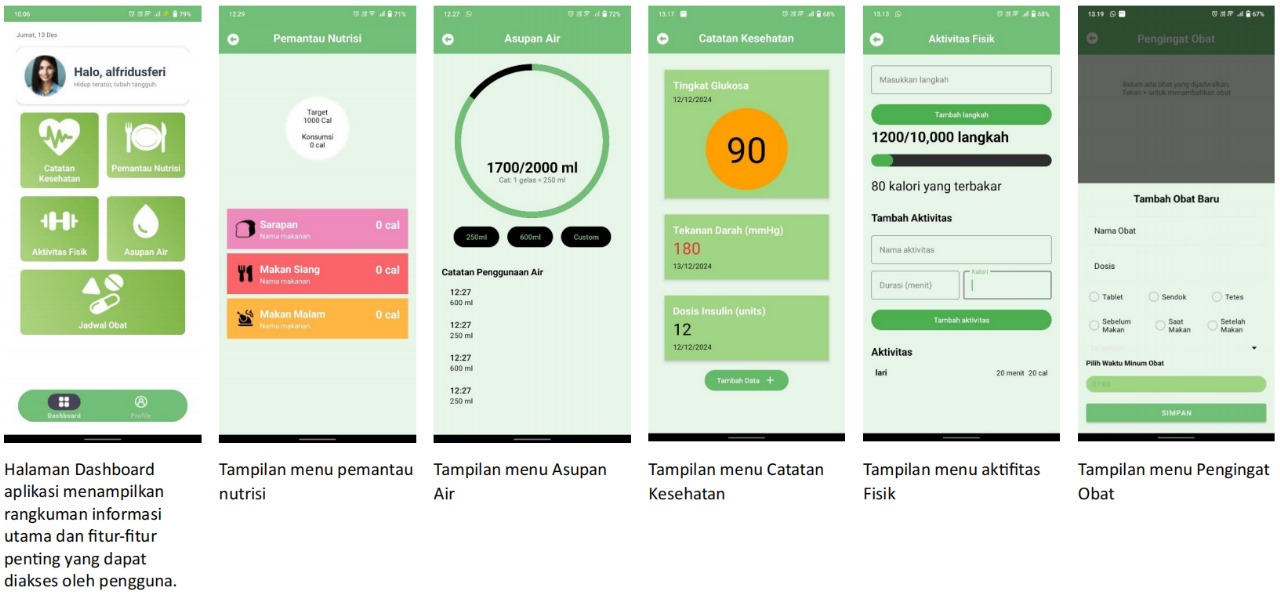 10.06
79%
Jumat, 13 Des
Halo, alfridusferi
Hidup teratur, tubuh tangguh.
Catatan
Kesehatan
Pemantau Nutrisi
Aktivitas Fisik
Asupan Air
Jadwal Obat
Dashboard
Profile
Halaman Dashboard
aplikasi menampilkan
rangkuman informasi
utama dan fitur-fitur
penting yang dapat
diakses oleh pengguna.
12.29
71%
Pemantau Nutrisi
Target
1000 Cal
Konsumsi
0 cal
Sarapan 0 cal
Nama makanan
Makan Siang 0 cal
Nama makanan
Makan Malam 0 cal
Nama makanan
Tampilan menu pemantau
nutrisi
12.27
72%
Asupan Air
1700/2000 ml
Cat: 1 gelas = 250 ml
250ml 600ml Custom
Catatan Penggunaan Air
12:27
600 ml
12:27
250 ml
12:27
600 ml
12:27
250 ml
Tampilan menu Asupan
Air
13.17
68%
Catatan Kesehatan
Tingkat Glukosa
12/12/2024
90
Tekanan Darah (mmHg)
180
13/12/2024
Dosis Insulin (units)
12
12/12/2024
Tambah Data +
Tampilan menu Catatan
Kesehatan
13.13
68%
Aktivitas Fisik
Masukkan langkah
Tambah langkah
1200/10,000 langkah
80 kalori yang terbakar
Tambah Aktivitas
Nama aktivitas
Durasi (menit) Kalori
Tambah aktivitas
Aktivitas
lari 20 menit 20 cal
Tampilan menu aktifitas
Fisik
13.19
67%
Pengingat Obat
Belum ada obat yang dijadwalkan,
Tekan + untuk menambahkan obat
Tambah Obat Baru
Nama Obat
Dosis
Tablet Sendok Tetes
Sebelum Makan Saat Makan Setelah Makan
Pilih Waktu Minum Obat
SIMPAN
Tampilan menu Pengingat
Obat